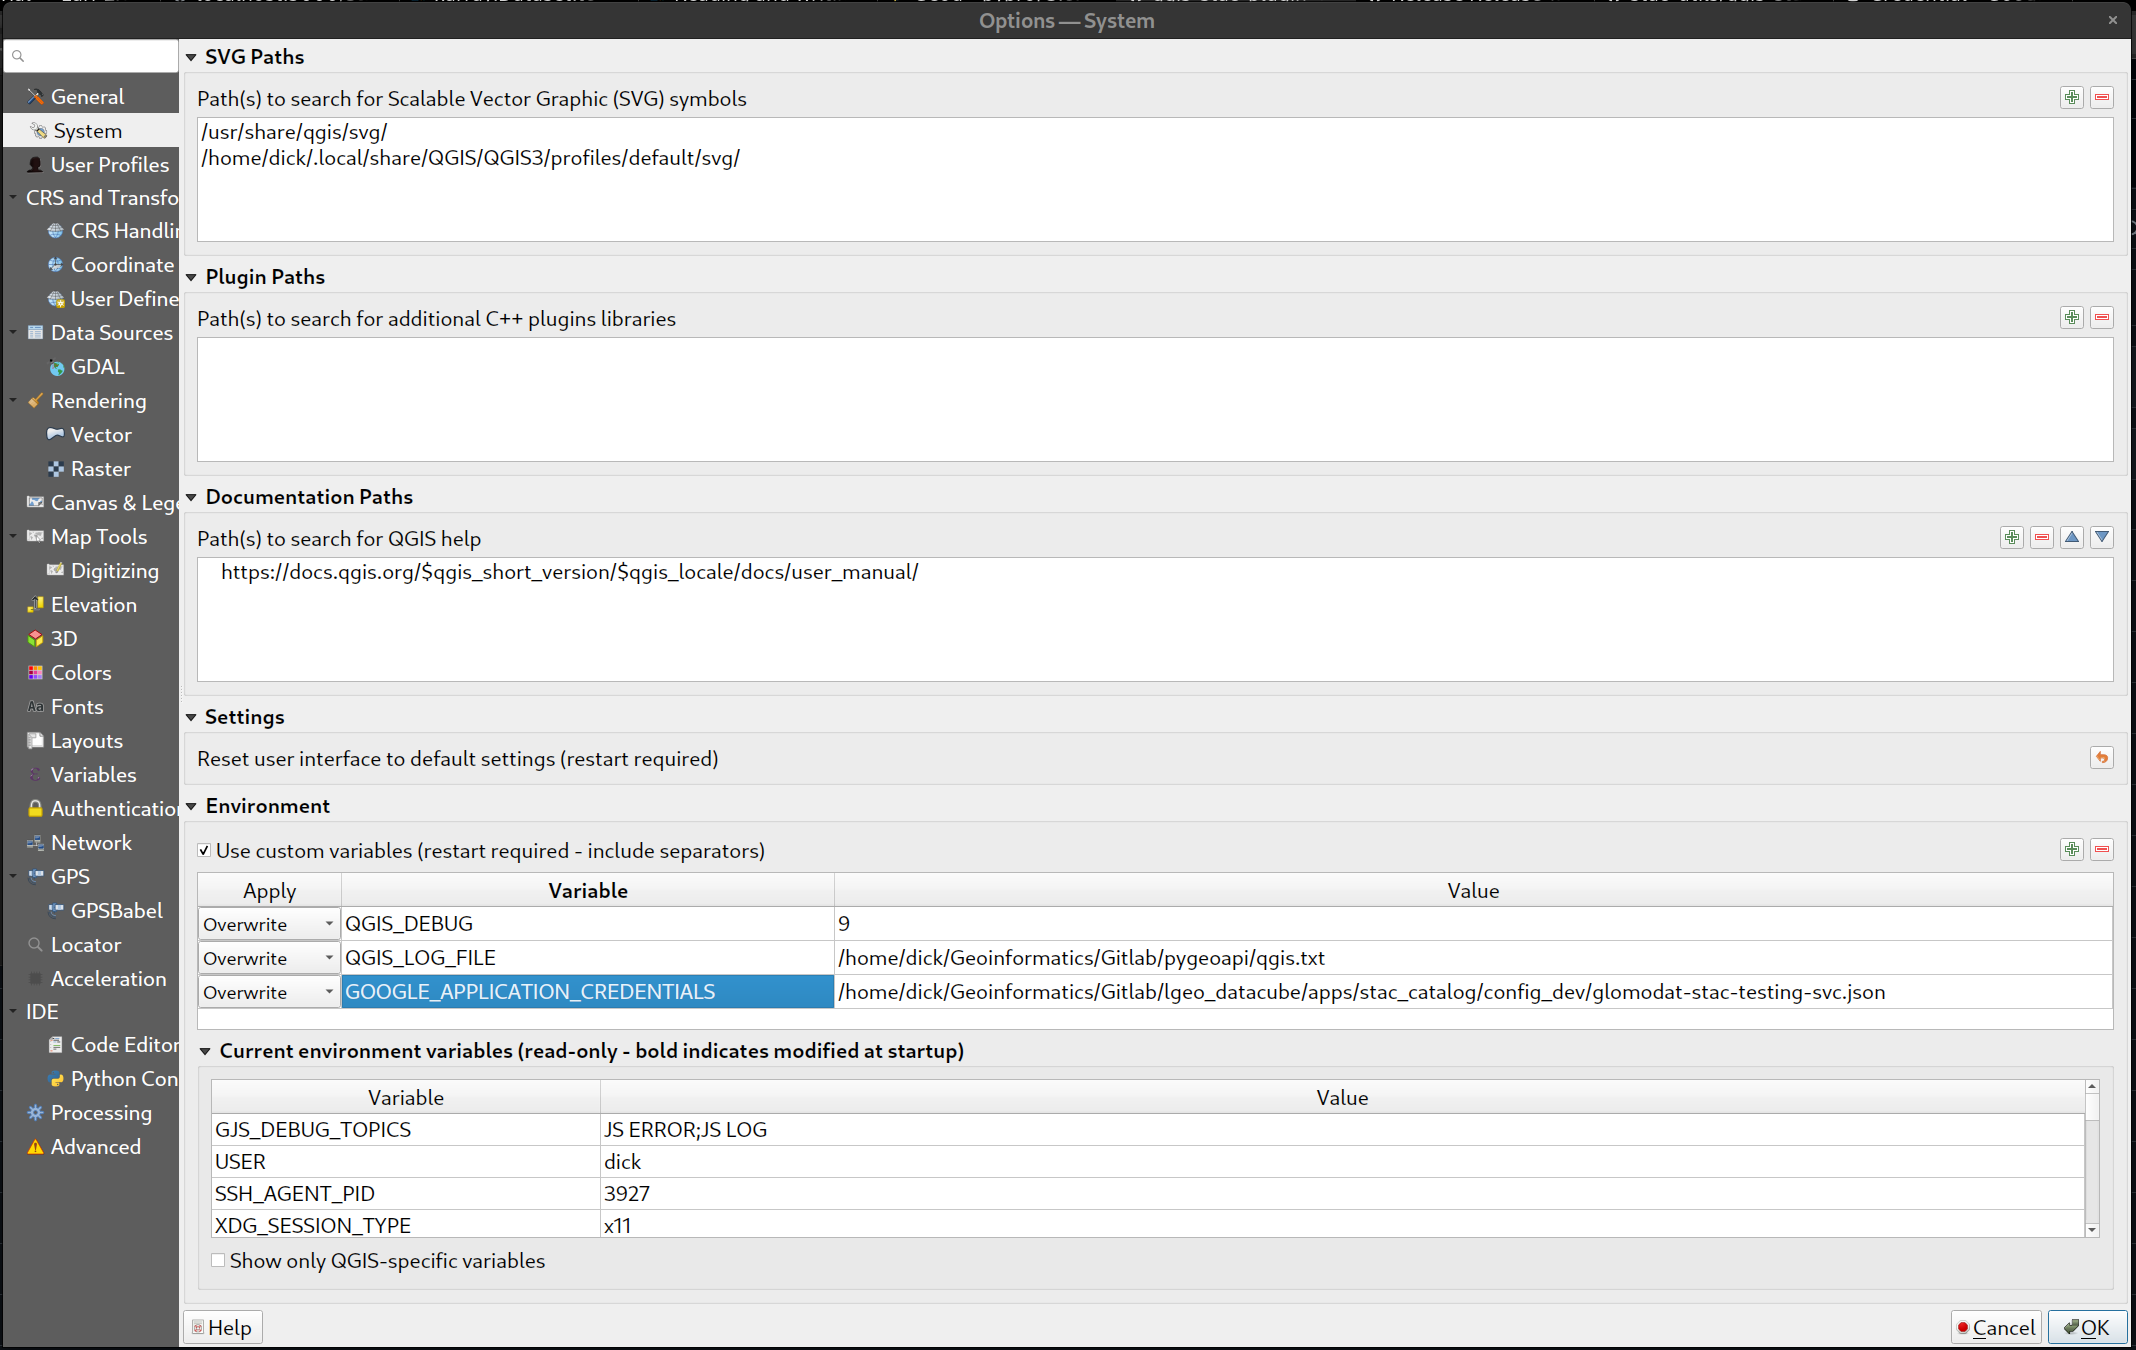 Options — System
General
System
User Profiles
CRS and Transfo
CRS Handli
Coordinate
User Define
Data Sources
GDAL
Rendering
Vector
Raster
Canvas & Lege
Map Tools
Digitizing
Elevation
3D
Colors
Fonts
Layouts
Variables
Authentication
Network
GPS
GPSBabel
Locator
Acceleration
IDE
Code Editor
Python Con
Processing
Advanced
SVG Paths
Path(s) to search for Scalable Vector Graphic (SVG) symbols
/usr/share/qgis/svg/
/home/dick/.local/share/QGIS/QGIS3/profiles/default/svg/
Plugin Paths
Path(s) to search for additional C++ plugins libraries
Documentation Paths
Path(s) to search for QGIS help
https://docs.qgis.org/$qgis_short_version/$qgis_locale/docs/user_manual/
Settings
Reset user interface to default settings (restart required)
Environment
Use custom variables (restart required - include separators)
Apply Variable Value
Overwrite QGIS_DEBUG 9
Overwrite QGIS_LOG_FILE /home/dick/Geoinformatics/Gitlab/pygeoapi/qgis.txt
Overwrite GOOGLE_APPLICATION_CREDENTIALS /home/dick/Geoinformatics/Gitlab/lgeo_datacube/apps/stac_catalog/config_dev/glomodat-stac-testing-svc.json
Current environment variables (read-only - bold indicates modified at startup)
Variable Value
GJS_DEBUG_TOPICS JS ERROR;JS LOG
USER dick
SSH_AGENT_PID 3927
XDG_SESSION_TYPE x11
Show only QGIS-specific variables
Help
Cancel
OK